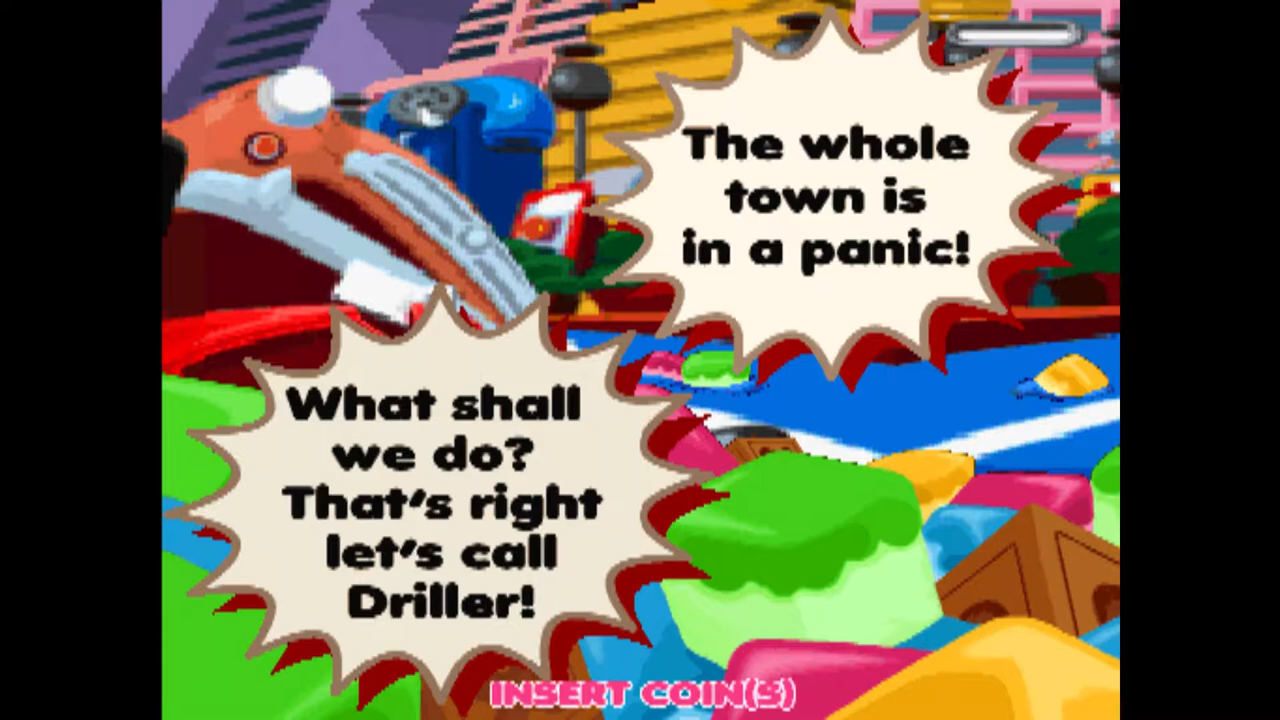 The whole
town is
in a panic!
What shall
we do?
That's right
let's call
Driller!
INSERT COIN(S)